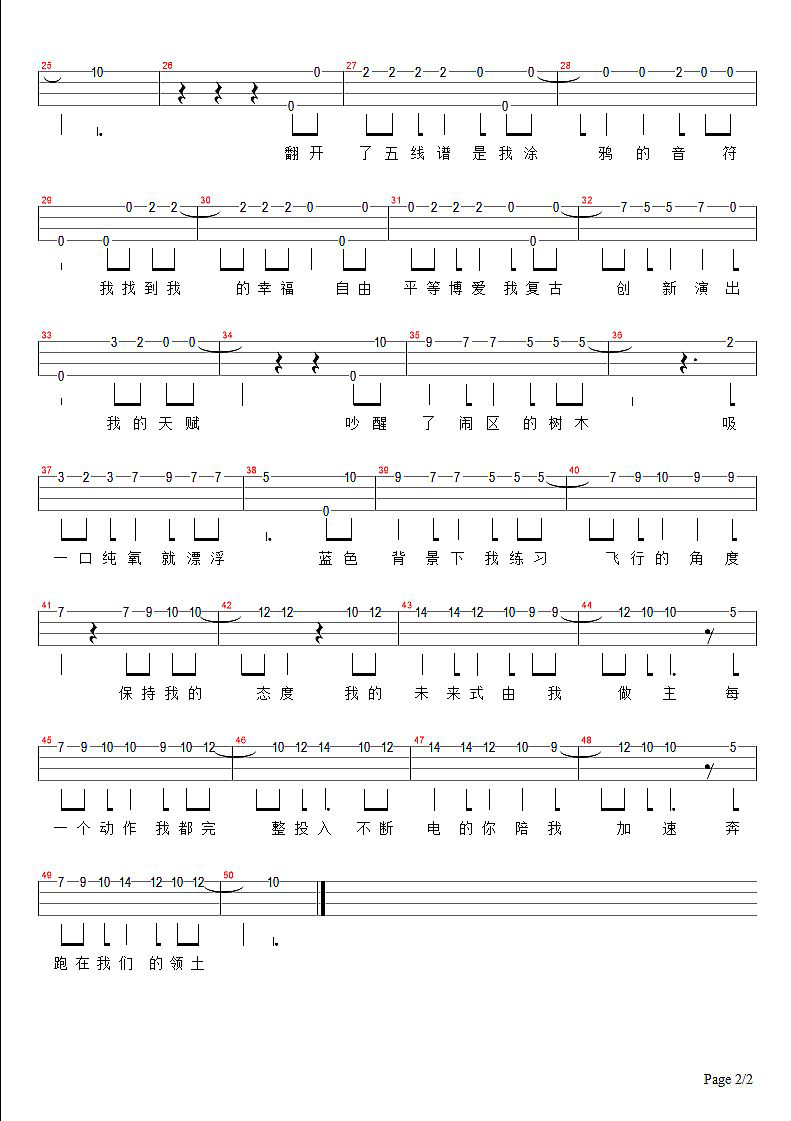 25 10 26 0 0 27 2 2 2 2 0 0 0 28 0 0 2 0 0
翻 开 了 五 线 谱 是 我 涂 鸦 的 音 符
29 0 0 0 2 2 30 2 2 2 0 0 0 31 0 2 2 2 0 0 0 32 7 5 5 7 0
我 找 到 我 的 幸 福 自 由 平 等 博 爱 我 复 古 创 新 演 出
33 0 3 2 0 0 34 0 10 35 9 7 7 5 5 5 36 2
我 的 天 赋 吵 醒 了 闹 区 的 树 木 吸
37 3 2 3 7 9 7 7 38 5 0 10 39 9 7 7 5 5 5 40 7 9 10 9 9
一 口 纯 氧 就 漂 浮 蓝 色 背 景 下 我 练 习 飞 行 的 角 度
41 7 7 9 10 10 42 12 12 10 12 43 14 14 12 10 9 9 44 12 10 10 5
保 持 我 的 态 度 我 的 未 来 式 由 我 做 主 每
45 7 9 10 10 9 10 12 46 10 12 14 10 10 47 14 14 12 10 9 48 12 10 10 5
一 个 动 作 我 都 完 整 投 入 不 断 电 的 你 陪 我 加 速 奔
49 7 9 10 14 12 10 12 50 10
跑 在 我 们 的 领 土
Page 2/2